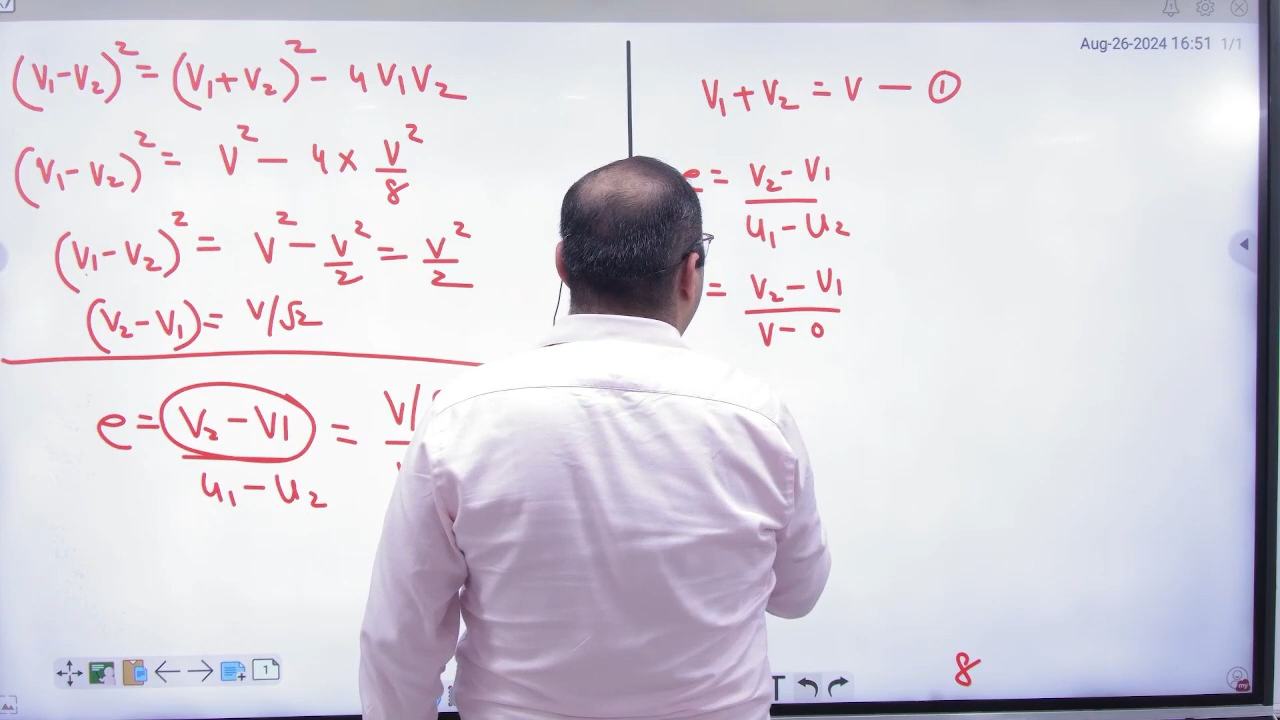 Aug-26-2024 16:51 1/1
(V₁-V₂)² = (V₁+V₂)² - 4V₁V₂
(V₁-V₂)² = V² - 4 × V²/8
(V₁-V₂)² = V² - V²/2 = V²/2
(V₂-V₁) = V/√2
e = V₂-V1/u₁-u₂ = V/
V₁+V₂ = V — ①
e = V₂-V₁/u₁-u₂
= V₂-V₁/V-0
8
1
T